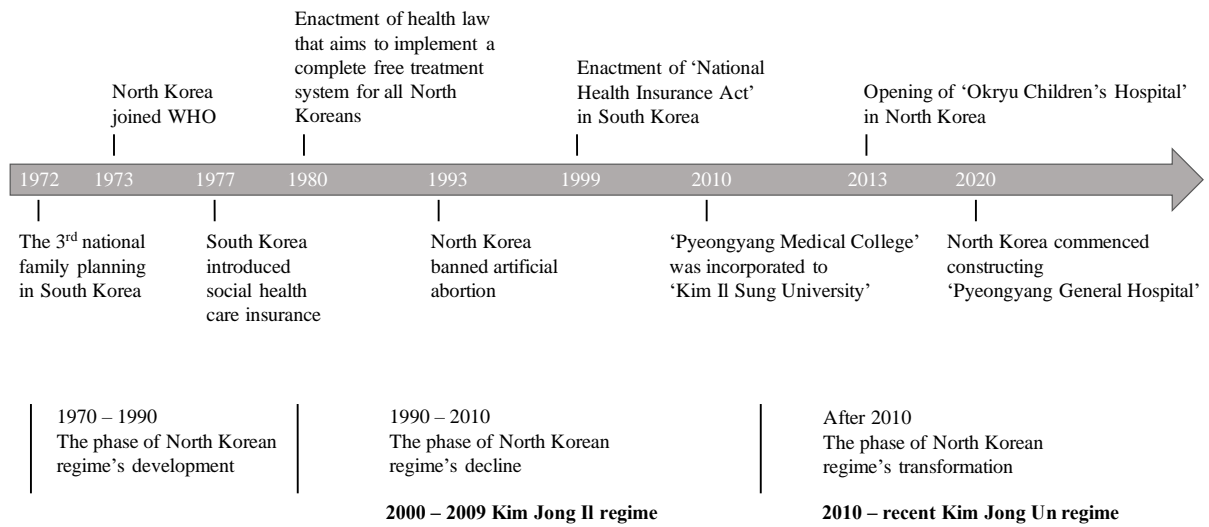 Enactment of health law
that aims to implement a
complete free treatment
system for all North
Koreans
North Korea
joined WHO
Enactment of ‘National
Health Insurance Act’
in South Korea
Opening of ‘Okryu Children’s Hospital’
in North Korea
1972 1973 1977 1980 1993 1999 2010 2013 2020
The 3rd national
family planning
in South Korea
South Korea
introduced
social health
care insurance
North Korea
banned artificial
abortion
‘Pyeongyang Medical College’
was incorporated to
‘Kim Il Sung University’
North Korea commenced
constructing
‘Pyeongyang General Hospital’
1970 – 1990
The phase of North Korean
regime’s development
1990 – 2010
The phase of North Korean
regime’s decline
2000 – 2009 Kim Jong Il regime
After 2010
The phase of North Korean
regime’s transformation
2010 – recent Kim Jong Un regime